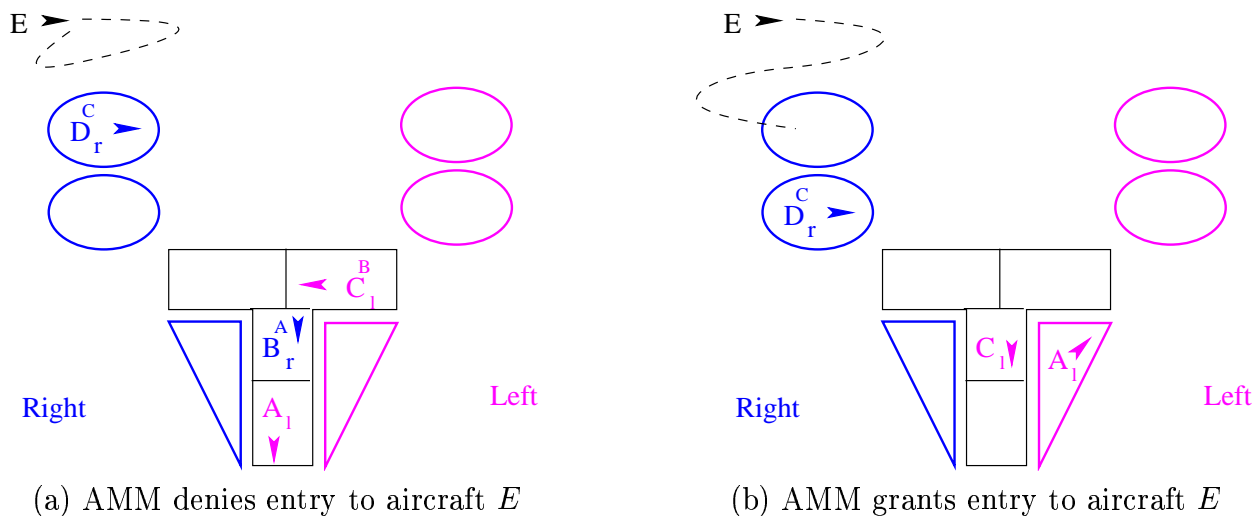 E
E
C
D r
C
D r
B
C l
A
B r
C l
A l
A l
Right
Left
Right
Left
(a) AMM denies entry to aircraft E
(b) AMM grants entry to aircraft E